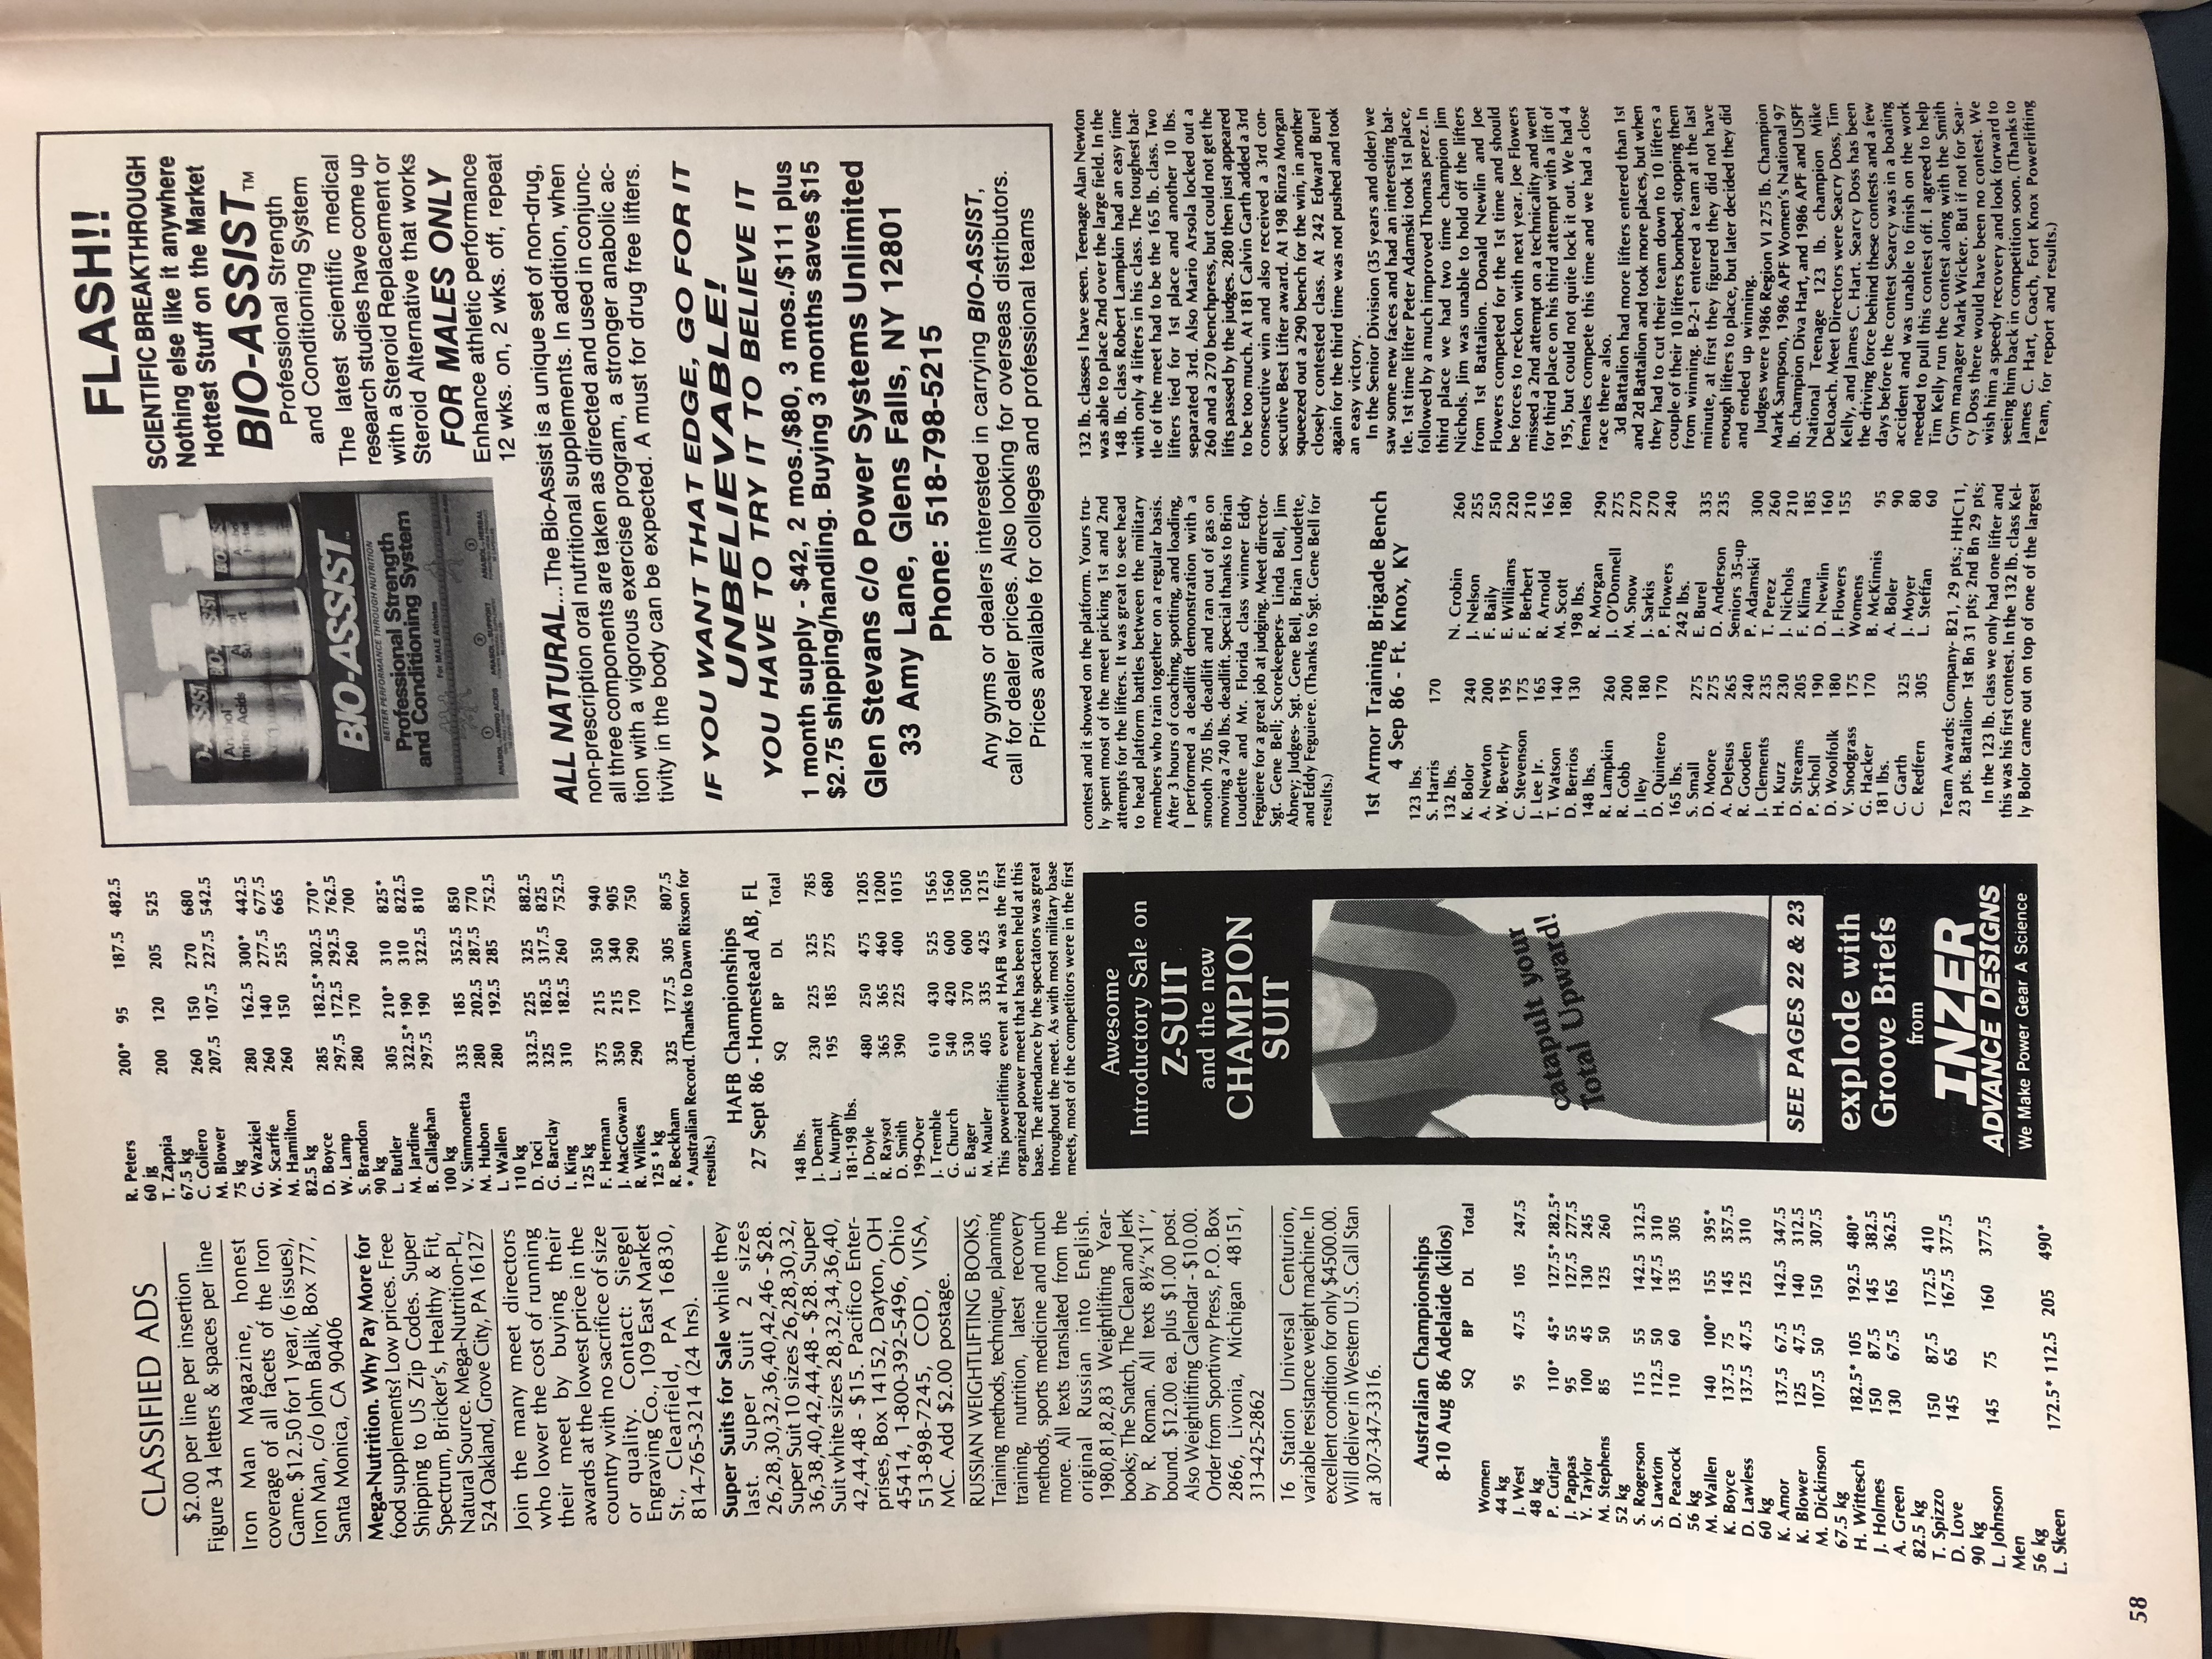 CLASSIFIED ADS
$2.00 per line per insertion
Figure 34 letters & spaces per line
Iron Man Magazine, honest
coverage of all facets of the Iron
Game. $12.50 for 1 year, (6 issues),
Iron Man, c/o John Balik, Box 777,
Santa Monica, CA 90406
Mega-Nutrition. Why Pay More for
food supplements? Low prices. Free
Shipping to US Zip Codes. Super
Spectrum, Bricker's, Healthy & Fit,
Natural Source. Mega-Nutrition-PL,
524 Oakland, Grove City, PA 16127
Join the many meet directors
who lower the cost of running
their meet by buying their
awards at the lowest price in the
country with no sacrifice of size
or quality. Contact: Siegel
Engraving Co., 109 East Market
St., Clearfield, PA 16830,
814-765-3214 (24 hrs).
Super Suits for Sale while they
last. Super Suit 2 sizes
26,28,30,32,36,40,42,46 - $28.
Super Suit 10 sizes 26,28,30,32,
36,38,40,42,44,48 - $28. Super
Suit white sizes 28,32,34,36,40,
42,44,48 - $15. Pacifico Enter-
prises, Box 14152, Dayton, OH
45414, 1-800-392-5496, Ohio
513-898-7245, COD, VISA,
MC. Add $2.00 postage.
RUSSIAN WEIGHTLIFTING BOOKS,
Training methods, technique, planning
training, nutrition, latest recovery
methods, sports medicine and much
more. All texts translated from the
original Russian into English.
1980,81,82,83 Weightlifting Year-
books; The Snatch, The Clean and Jerk
by R. Roman. All texts 8½"x11",
bound. $12.00 ea. plus $1.00 post.
Also Weightlifting Calendar - $10.00.
Order from Sportivny Press, P.O. Box
2866, Livonia, Michigan 48151,
313-425-2862
16 Station Universal Centurion,
variable resistance weight machine. In
excellent condition for only $4500.00.
Will deliver in Western U.S. Call Stan
at 307-347-3316.
Australian Championships
8-10 Aug 86 Adelaide (kilos)
SQ BP DL Total
Women
44 kg
J. West 95 47.5 105 247.5
48 kg
P. Cutjar 110* 45* 127.5* 282.5*
J. Pappas 95 55 127.5 277.5
Y. Taylor 100 45 130 245
M. Stephens 85 50 125 260
52 kg
S. Rogerson 115 55 142.5 312.5
S. Lawton 112.5 50 147.5 310
D. Peacock 110 60 135 305
56 kg
M. Wallen 140 100* 155 395*
K. Boyce 137.5 75 145 357.5
D. Lawless 137.5 47.5 125 310
60 kg
K. Amor 137.5 67.5 142.5 347.5
K. Blower 125 47.5 140 312.5
M. Dickinson 107.5 50 150 307.5
67.5 kg
H. Wittesch 182.5* 105 192.5 480*
J. Holmes 150 87.5 145 382.5
A. Green 130 67.5 165 362.5
82.5 kg
T. Spizzo 150 87.5 172.5 410
D. Love 145 65 167.5 377.5
90 kg
L. Johnson 145 75 160 377.5
Men
56 kg
L. Skeen 172.5* 112.5 205 490*
58
R. Peters 200* 95 187.5 482.5
60 jg
T. Zappia 200 120 205 525
67.5 kg
C. Coliero 260 150 270 680
M. Blower 207.5 107.5 227.5 542.5
75 kg
G. Wazkiel 280 162.5 300* 442.5
W. Scarffe 260 140 277.5 677.5
M. Hamilton 260 150 255 665
82.5 kg
D. Boyce 285 182.5* 302.5 770*
W. Lamp 297.5 172.5 292.5 762.5
S. Brandon 280 170 260 700
90 kg
L. Butler 305 210* 310 825*
M. Jardine 322.5* 190 310 822.5
B. Callaghan 297.5 190 322.5 810
100 kg
V. Simmonetta 335 185 352.5 850
M. Hubon 280 202.5 287.5 770
L. Wallen 280 192.5 285 752.5
110 kg
D. Toci 332.5 225 325 882.5
G. Barclay 325 182.5 317.5 825
I. King 310 182.5 260 752.5
125 kg
F. Herman 375 215 350 940
J. MacGowan 350 215 340 905
R. Wilkes 290 170 290 750
125 $ kg
R. Beckham 325 177.5 305 807.5
* Australian Record. (Thanks to Dawn Rixson for
results.)
HAFB Championships
27 Sept 86 - Homestead AB, FL
SQ BP DL Total
148 lbs.
J. Dematt 230 225 325 785
L. Murphy 195 185 275 680
181-198 lbs.
J. Doyle 480 250 475 1205
R. Raysot 365 365 460 1200
D. Smith 390 225 400 1015
199-Over
J. Tremble 610 430 525 1565
G. Church 540 420 600 1560
E. Bager 530 370 600 1500
M. Mauler 405 335 425 1215
This powerlifting event at HAFB was the first
organized power meet that has been held at this
base. The attendance by the spectators was great
throughout the meet. As with most military base
meets, most of the competitors were in the first
Awesome
Introductory Sale on
Z-SUIT
and the new
CHAMPION
SUIT
catapult your
Total Upward!
SEE PAGES 22 & 23
explode with
Groove Briefs
from
INZER
ADVANCE DESIGNS
We Make Power Gear A Science
BIO-ASSIST
Anabol
Amino Acids
BIO-ASSIST
BIO-ASSIST
BIO-ASSIST™
BETTER PERFORMANCE THROUGH NUTRITION
Professional Strength
and Conditioning System
For MALE Athletes
1 2 3
ANABOL-AMINO ACIDS ANABOL-SUPPORT ANABOL-HERBAL
FLASH!!
SCIENTIFIC BREAKTHROUGH
Nothing else like it anywhere
Hottest Stuff on the Market
BIO-ASSIST™
Professional Strength
and Conditioning System
The latest scientific medical
research studies have come up
with a Steroid Replacement or
Steroid Alternative that works
FOR MALES ONLY
Enhance athletic performance
12 wks. on, 2 wks. off, repeat
ALL NATURAL...The Bio-Assist is a unique set of non-drug,
non-prescription oral nutritional supplements. In addition, when
all three components are taken as directed and used in conjunc-
tion with a vigorous exercise program, a stronger anabolic ac-
tivity in the body can be expected. A must for drug free lifters.
IF YOU WANT THAT EDGE, GO FOR IT
UNBELIEVABLE!
YOU HAVE TO TRY IT TO BELIEVE IT
1 month supply - $42, 2 mos./$80, 3 mos./$111 plus
$2.75 shipping/handling. Buying 3 months saves $15
Glen Stevans c/o Power Systems Unlimited
33 Amy Lane, Glens Falls, NY 12801
Phone: 518-798-5215
Any gyms or dealers interested in carrying BIO-ASSIST,
call for dealer prices. Also looking for overseas distributors.
Prices available for colleges and professional teams
contest and it showed on the platform. Yours tru-
ly spent most of the meet picking 1st and 2nd
attempts for the lifters. It was great to see head
to head platform battles between the military
members who train together on a regular basis.
After 3 hours of coaching, spotting, and loading,
I performed a deadlift demonstration with a
smooth 705 lbs. deadlift and ran out of gas on
moving a 740 lbs. deadlift. Special thanks to Brian
Loudette and Mr. Florida class winner Eddy
Feguiere for a great job at judging. Meet director-
Sgt. Gene Bell; Scorekeepers- Linda Bell, Jim
Abney; Judges- Sgt. Gene Bell, Brian Loudette,
and Eddy Feguiere. (Thanks to Sgt. Gene Bell for
results.)
1st Armor Training Brigade Bench
4 Sep 86 - Ft. Knox, KY
123 lbs.
S. Harris 170
132 lbs.
K. Bolor 240
A. Newton 200
W. Beverly 195
C. Stevenson 175
J. Lee Jr. 165
T. Watson 140
D. Berrios 130
148 lbs.
R. Lampkin 260
R. Cobb 200
J. Iley 180
D. Quintero 170
165 lbs.
S. Small 275
D. Moore 275
A. DeJesus 265
R. Gooden 240
J. Clements 235
H. Kurz 230
D. Streams 205
P. Scholl 190
D. Woolfolk 180
V. Snodgrass 175
G. Hacker 170
181 lbs.
C. Garth 325
C. Redfern 305
N. Crobin 260
J. Nelson 255
F. Baily 250
E. Williams 220
F. Berbert 210
R. Arnold 165
M. Scott 180
198 lbs.
R. Morgan 290
J. O'Donnell 275
M. Snow 270
J. Sarkis 270
P. Flowers 240
242 lbs.
E. Burel 335
D. Anderson 235
Seniors 35-up
P. Adamski 300
T. Perez 260
J. Nichols 210
F. Klima 185
D. Newlin 160
J. Flowers 155
Womens
B. McKinnis 95
A. Boler 90
J. Moyer 80
L. Steffan 60
Team Awards: Company- B21, 29 pts.; HHC11,
23 pts. Battalion- 1st Bn 31 pts; 2nd Bn 29 pts;
In the 123 lb. class we only had one lifter and
this was his first contest. In the 132 lb. class Kel-
ly Bolor came out on top of one of the largest
132 lb. classes I have seen. Teenage Alan Newton
was able to place 2nd over the large field. In the
148 lb. class Robert Lampkin had an easy time
with only 4 lifters in his class. The toughest bat-
tle of the meet had to be the 165 lb. class. Two
lifters tied for 1st place and another 10 lbs.
separated 3rd. Also Mario Arsola locked out a
260 and a 270 benchpress, but could not get the
lifts passed by the judges. 280 then just appeared
to be too much. At 181 Calvin Garth added a 3rd
consecutive win and also received a 3rd con-
secutive Best Lifter award. At 198 Rinza Morgan
squeezed out a 290 bench for the win, in another
closely contested class. At 242 Edward Burel
again for the third time was not pushed and took
an easy victory.
In the Senior Division (35 years and older) we
saw some new faces and had an interesting bat-
tle. 1st time lifter Peter Adamski took 1st place,
followed by a much improved Thomas perez. In
third place we had two time champion Jim
Nichols. Jim was unable to hold off the lifters
from 1st Battalion. Donald Newlin and Joe
Flowers competed for the 1st time and should
be forces to reckon with next year. Joe Flowers
missed a 2nd attempt on a technicality and went
for third place on his third attempt with a lift of
195, but could not quite lock it out. We had 4
females compete this time and we had a close
race there also.
3d Battalion had more lifters entered than 1st
and 2d Battalion and took more places, but when
they had to cut their team down to 10 lifters a
couple of their 10 lifters bombed, stopping them
from winning. B-2-1 entered a team at the last
minute, at first they figured they did not have
enough lifters to place, but later decided they did
and ended up winning.
Judges were 1986 Region VI 275 lb. Champion
Mark Sampson, 1986 APF Women's National 97
lb. champion Diva Hart, and 1986 APF and USPF
National Teenage 123 lb. champion Mike
DeLoach. Meet Directors were Seacry Doss, Tim
Kelly, and James C. Hart. Searcy Doss has been
the driving force behind these contests and a few
days before the contest Searcy was in a boating
accident and was unable to finish on the work
needed to pull this contest off. I agreed to help
Tim Kelly run the contest along with the Smith
Gym manager Mark Wicker. But if not for Sear-
cy Doss there would have been no contest. We
wish him a speedy recovery and look forward to
seeing him back in competition soon. (Thanks to
James C. Hart, Coach, Fort Knox Powerlifting
Team, for report and results.)